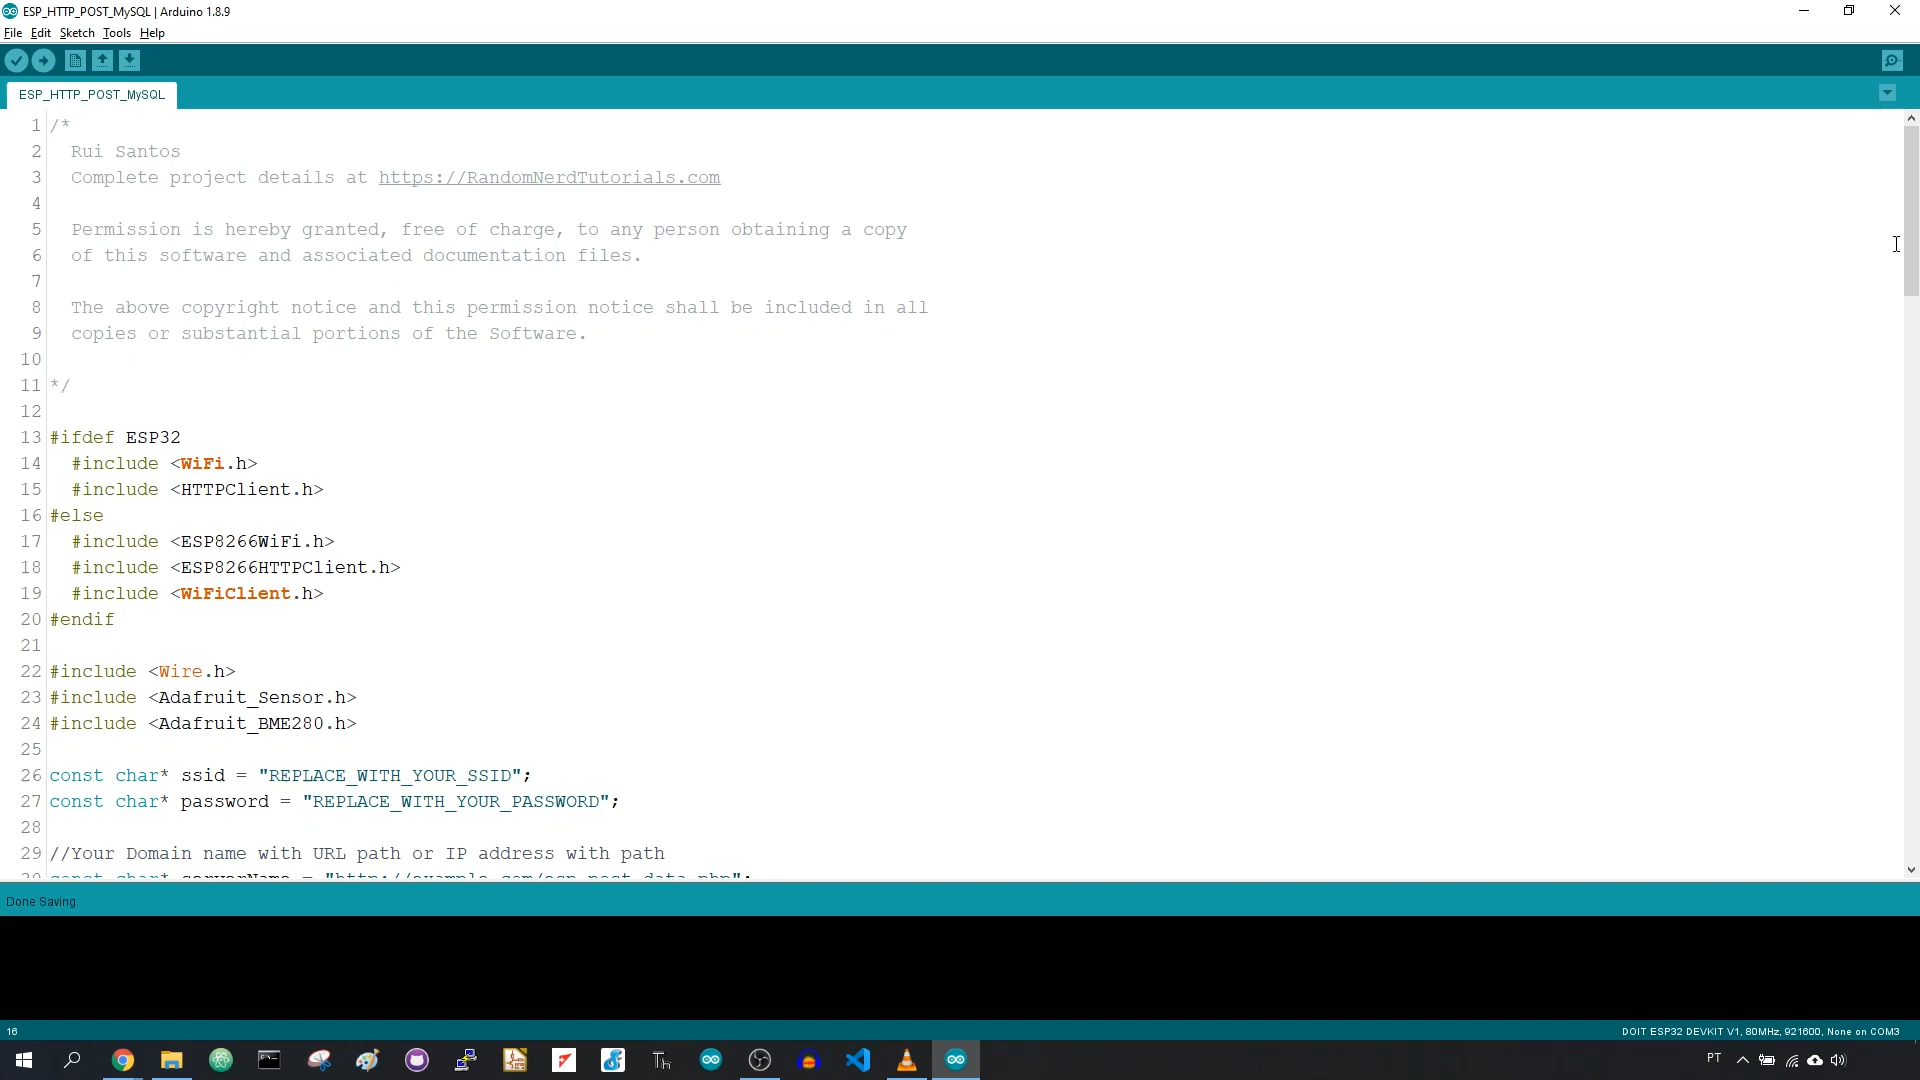 ESP_HTTP_POST_MySQL | Arduino 1.8.9
File Edit Sketch Tools Help
ESP_HTTP_POST_MySQL
1 /*
2 Rui Santos
3 Complete project details at https://RandomNerdTutorials.com
4
5 Permission is hereby granted, free of charge, to any person obtaining a copy
6 of this software and associated documentation files.
7
8 The above copyright notice and this permission notice shall be included in all
9 copies or substantial portions of the Software.
10
11 */
12
13 #ifdef ESP32
14 #include <WiFi.h>
15 #include <HTTPClient.h>
16 #else
17 #include <ESP8266WiFi.h>
18 #include <ESP8266HTTPClient.h>
19 #include <WiFiClient.h>
20 #endif
21
22 #include <Wire.h>
23 #include <Adafruit_Sensor.h>
24 #include <Adafruit_BME280.h>
25
26 const char* ssid = "REPLACE_WITH_YOUR_SSID";
27 const char* password = "REPLACE_WITH_YOUR_PASSWORD";
28
29 //Your Domain name with URL path or IP address with path
30 const char* serverName = "http://example.com/esp-post-data.php";
Done Saving.
16
DOIT ESP32 DEVKIT V1, 80MHz, 921600, None on COM3
Th
PT